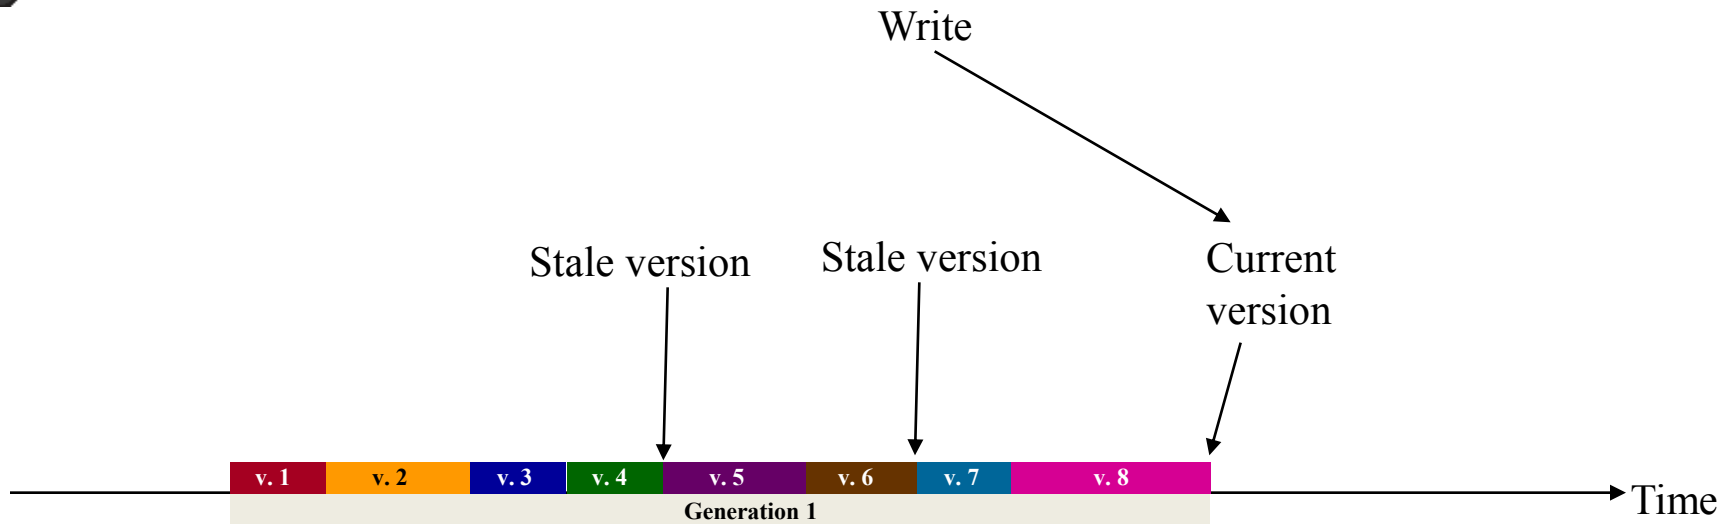 Write
Stale version
Stale version
Current
version
v. 1
v. 2
v. 3
v. 4
v. 5
v. 6
v. 7
v. 8
Generation 1
Time